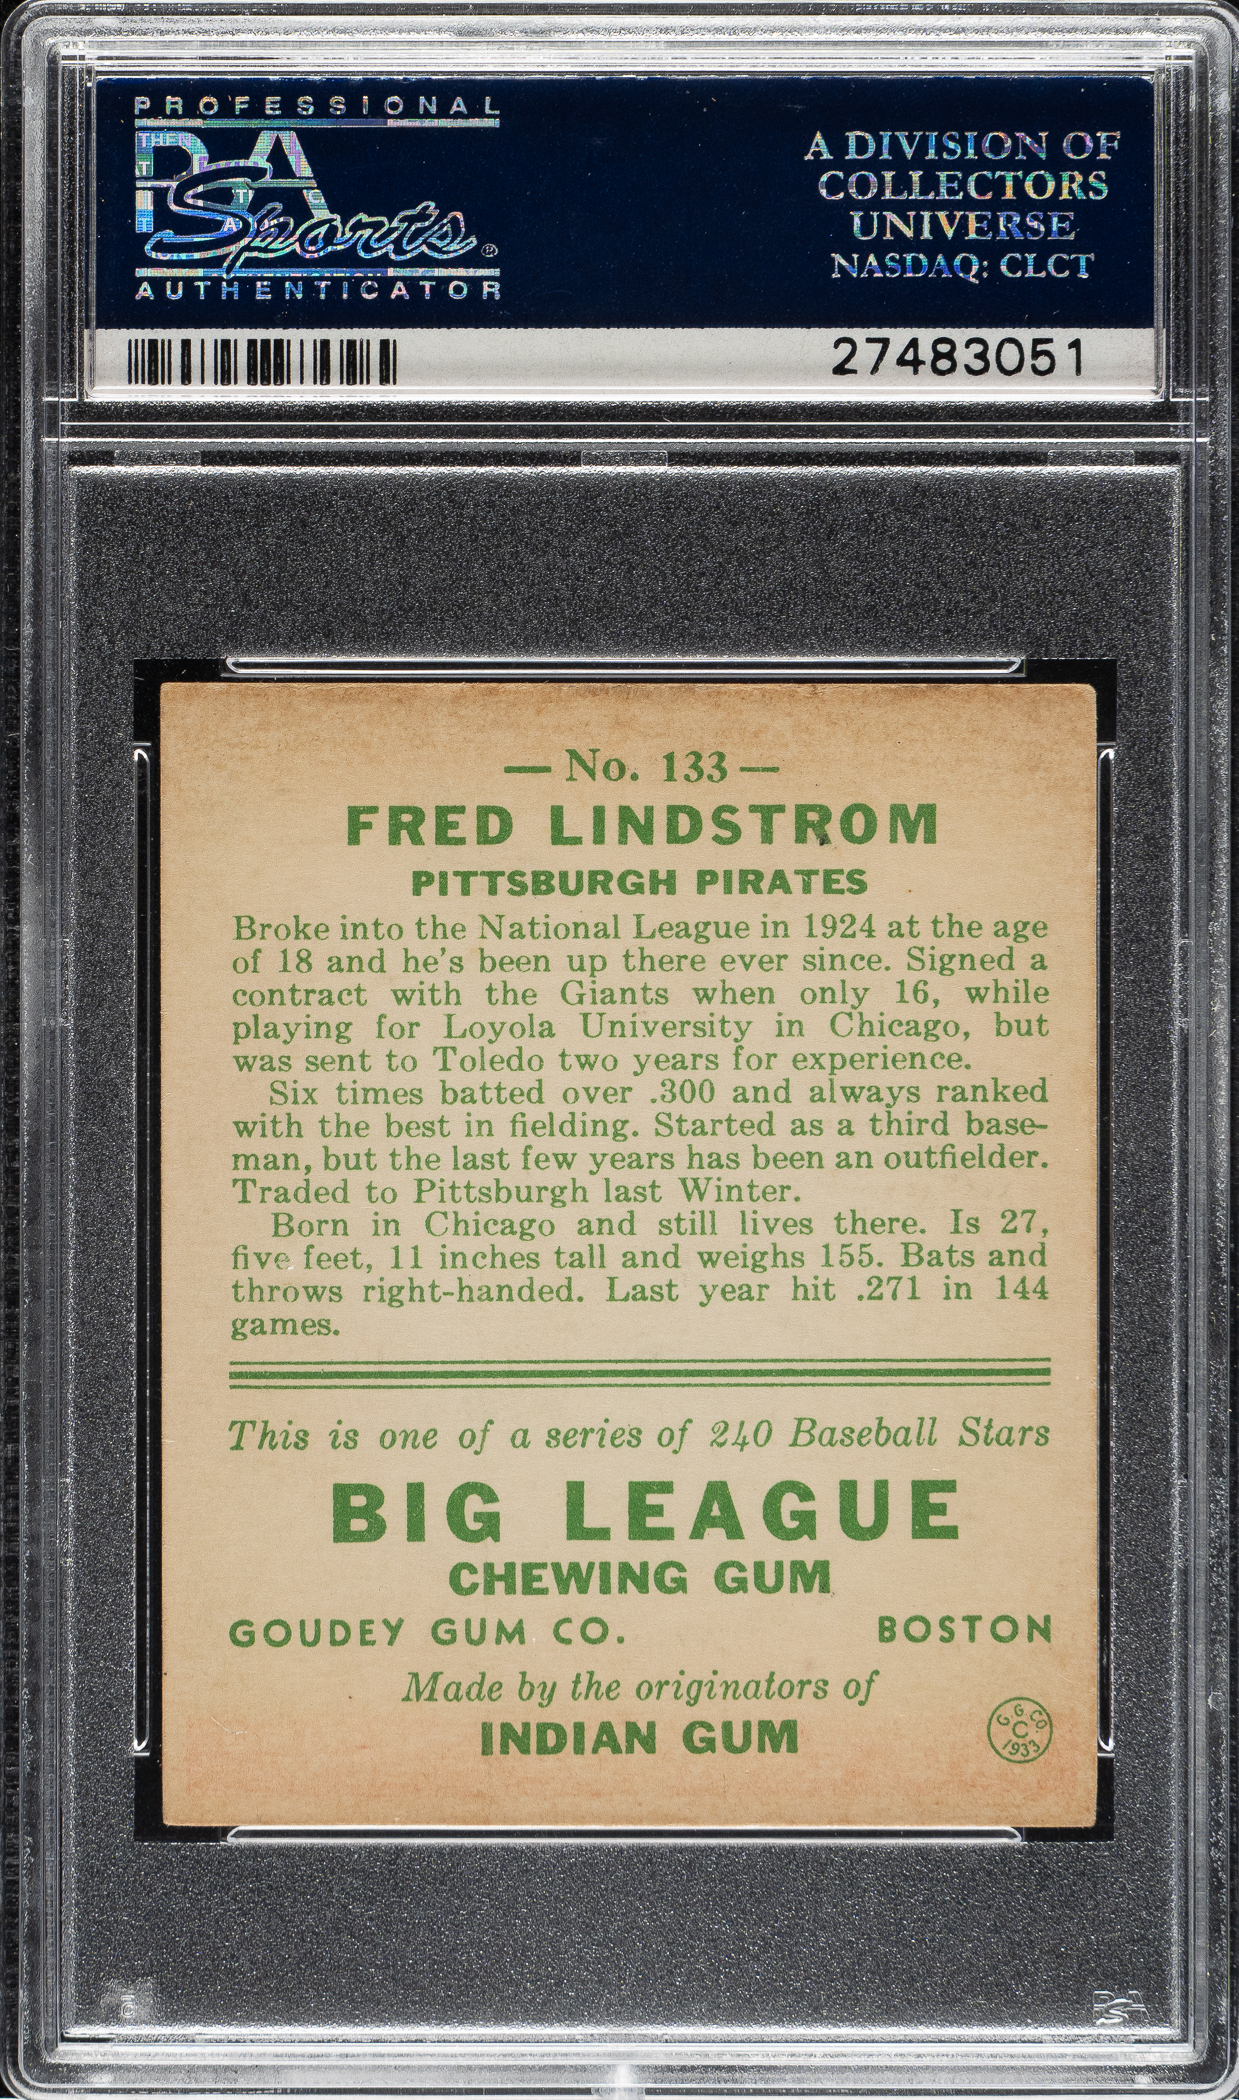 PROFESSIONAL
PSA
Sports
AUTHENTICATOR
A DIVISION OF
COLLECTORS
UNIVERSE
NASDAQ: CLCT
27483051
— No. 133 —
FRED LINDSTROM
PITTSBURGH PIRATES
Broke into the National League in 1924 at the age
of 18 and he's been up there ever since. Signed a
contract with the Giants when only 16, while
playing for Loyola University in Chicago, but
was sent to Toledo two years for experience.
Six times batted over .300 and always ranked
with the best in fielding. Started as a third base-
man, but the last few years has been an outfielder.
Traded to Pittsburgh last Winter.
Born in Chicago and still lives there. Is 27,
five feet, 11 inches tall and weighs 155. Bats and
throws right-handed. Last year hit .271 in 144
games.
This is one of a series of 240 Baseball Stars
BIG LEAGUE
CHEWING GUM
GOUDEY GUM CO. BOSTON
Made by the originators of
INDIAN GUM
G. G. CO.
C
1933